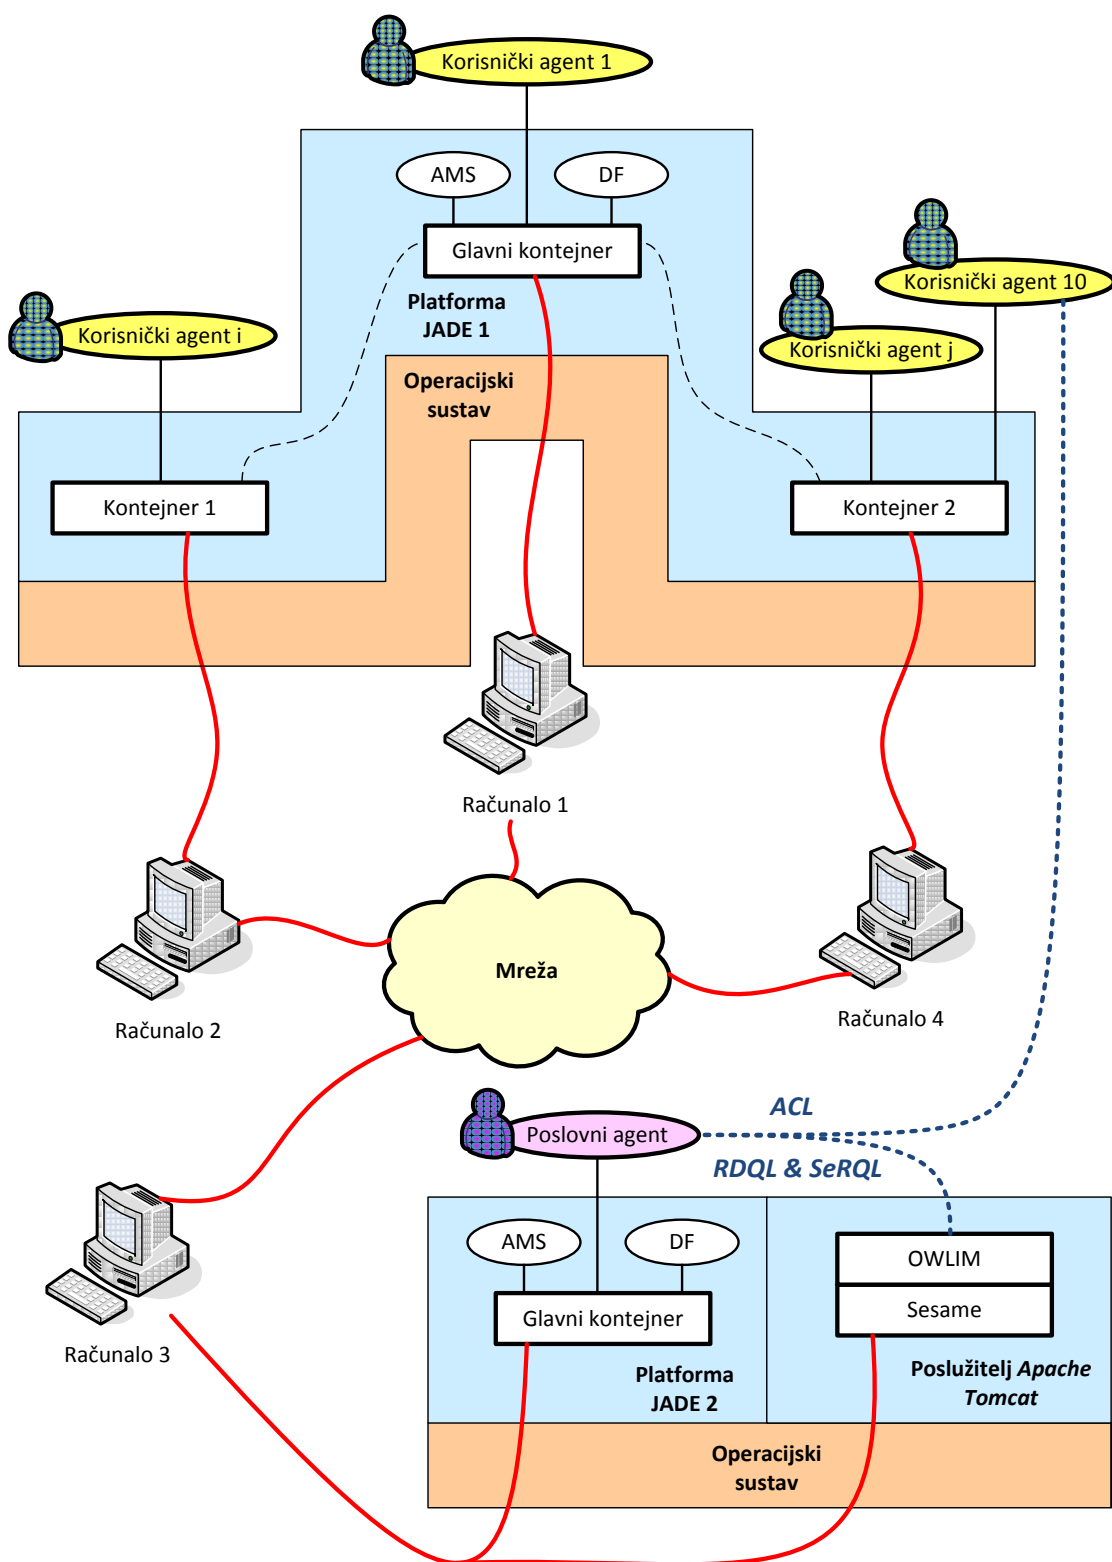 Korisnički agent 1
AMS
DF
Glavni kontejner
Korisnički agent 10
Platforma
JADE 1
Korisnički agent i
Korisnički agent j
Operacijski
sustav
Kontejner 1
Kontejner 2
Računalo 1
Mreža
Računalo 2
Računalo 4
ACL
Poslovni agent
RDQL & SeRQL
AMS
DF
OWLIM
Glavni kontejner
Sesame
Računalo 3
Platforma
JADE 2
Poslužitelj Apache
Tomcat
Operacijski
sustav